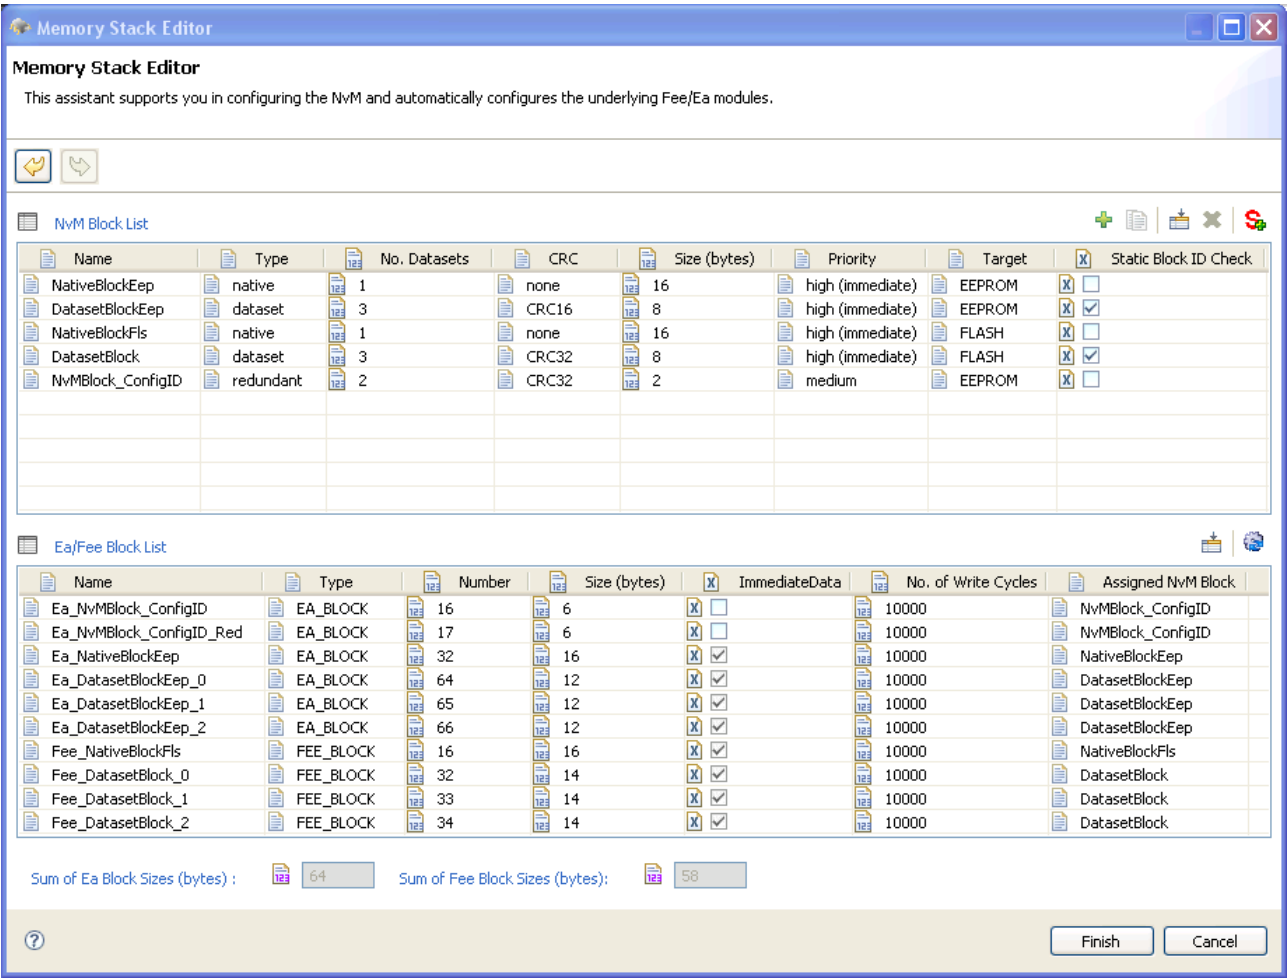 Memory Stack Editor
Memory Stack Editor
This assistant supports you in configuring the NvM and automatically configures the underlying Fee/Ea modules.
NvM Block List
Name Type No. Datasets CRC Size (bytes) Priority Target Static Block ID Check
NativeBlockEep native 1 none 16 high (immediate) EEPROM
DatasetBlockEep dataset 3 CRC16 8 high (immediate) EEPROM
NativeBlockFls native 1 none 16 high (immediate) FLASH
DatasetBlock dataset 3 CRC32 8 high (immediate) FLASH
NvMBlock_ConfigID redundant 2 CRC32 2 medium EEPROM
Ea/Fee Block List
Name Type Number Size (bytes) ImmediateData No. of Write Cycles Assigned NvM Block
Ea_NvMBlock_ConfigID EA_BLOCK 16 6 10000 NvMBlock_ConfigID
Ea_NvMBlock_ConfigID_Red EA_BLOCK 17 6 10000 NvMBlock_ConfigID
Ea_NativeBlockEep EA_BLOCK 32 16 10000 NativeBlockEep
Ea_DatasetBlockEep_0 EA_BLOCK 64 12 10000 DatasetBlockEep
Ea_DatasetBlockEep_1 EA_BLOCK 65 12 10000 DatasetBlockEep
Ea_DatasetBlockEep_2 EA_BLOCK 66 12 10000 DatasetBlockEep
Fee_NativeBlockFls FEE_BLOCK 16 16 10000 NativeBlockFls
Fee_DatasetBlock_0 FEE_BLOCK 32 14 10000 DatasetBlock
Fee_DatasetBlock_1 FEE_BLOCK 33 14 10000 DatasetBlock
Fee_DatasetBlock_2 FEE_BLOCK 34 14 10000 DatasetBlock
Sum of Ea Block Sizes (bytes) : 64 Sum of Fee Block Sizes (bytes): 58
Finish Cancel